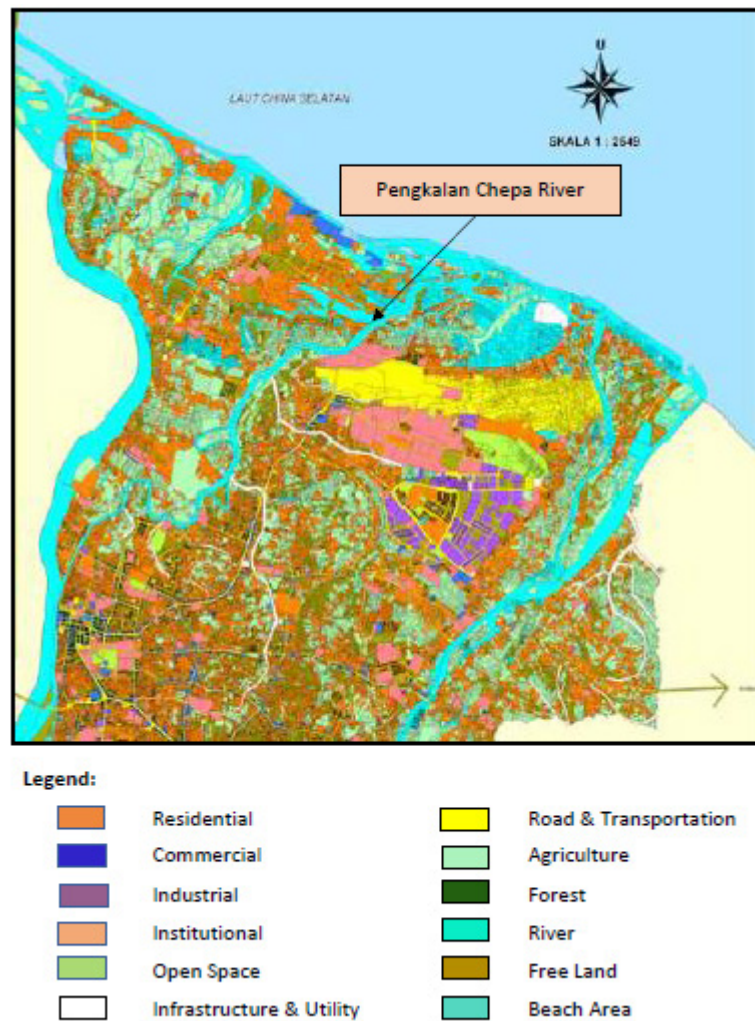 U
LAUT CHINA SELATAN
SKALA 1 : 2549
Pengkalan Chepa River
Legend:
Residential
Commercial
Industrial
Institutional
Open Space
Infrastructure & Utility
Road & Transportation
Agriculture
Forest
River
Free Land
Beach Area